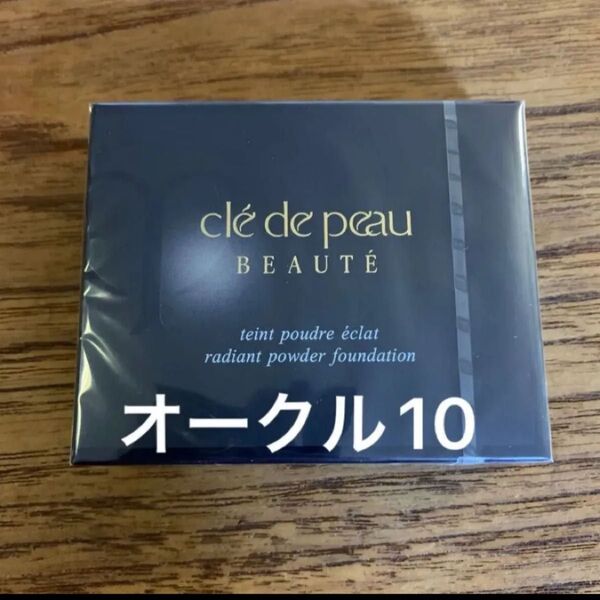 clé de peau
BEAUTÉ
teint poudre éclat
radiant powder foundation
オークル10